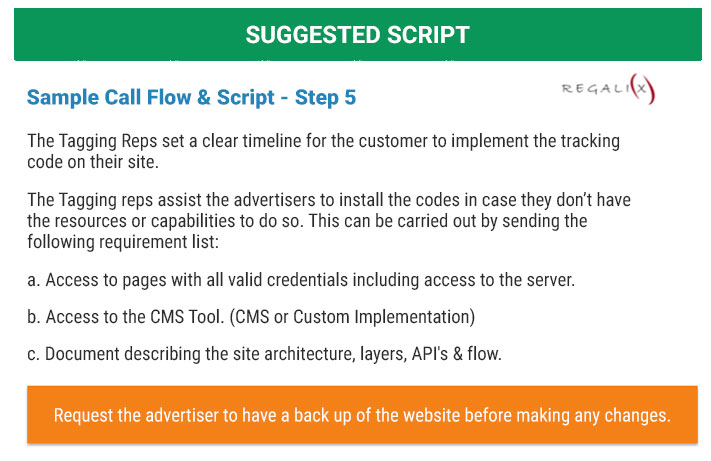 SUGGESTED SCRIPT
Sample Call Flow & Script - Step 5
REGALI(X)
The Tagging Reps set a clear timeline for the customer to implement the tracking
code on their site.
The Tagging reps assist the advertisers to install the codes in case they don’t have
the resources or capabilities to do so. This can be carried out by sending the
following requirement list:
a. Access to pages with all valid credentials including access to the server.
b. Access to the CMS Tool. (CMS or Custom Implementation)
c. Document describing the site architecture, layers, API's & flow.
Request the advertiser to have a back up of the website before making any changes.